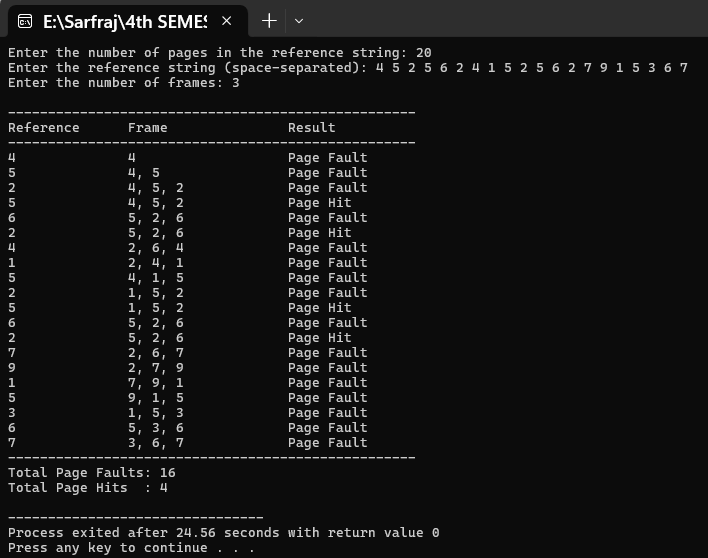 E:\Sarfraj\4th SEMES
Enter the number of pages in the reference string: 20
Enter the reference string (space-separated): 4 5 2 5 6 2 4 1 5 2 5 6 2 7 9 1 5 3 6 7
Enter the number of frames: 3
---------------------------------------------------
Reference      Frame               Result
---------------------------------------------------
4              4                   Page Fault
5              4, 5                Page Fault
2              4, 5, 2             Page Fault
5              4, 5, 2             Page Hit
6              5, 2, 6             Page Fault
2              5, 2, 6             Page Hit
4              2, 6, 4             Page Fault
1              2, 4, 1             Page Fault
5              4, 1, 5             Page Fault
2              1, 5, 2             Page Fault
5              1, 5, 2             Page Hit
6              5, 2, 6             Page Fault
2              5, 2, 6             Page Hit
7              2, 6, 7             Page Fault
9              2, 7, 9             Page Fault
1              7, 9, 1             Page Fault
5              9, 1, 5             Page Fault
3              1, 5, 3             Page Fault
6              5, 3, 6             Page Fault
7              3, 6, 7             Page Fault
---------------------------------------------------
Total Page Faults: 16
Total Page Hits  : 4
--------------------------------
Process exited after 24.56 seconds with return value 0
Press any key to continue . . .